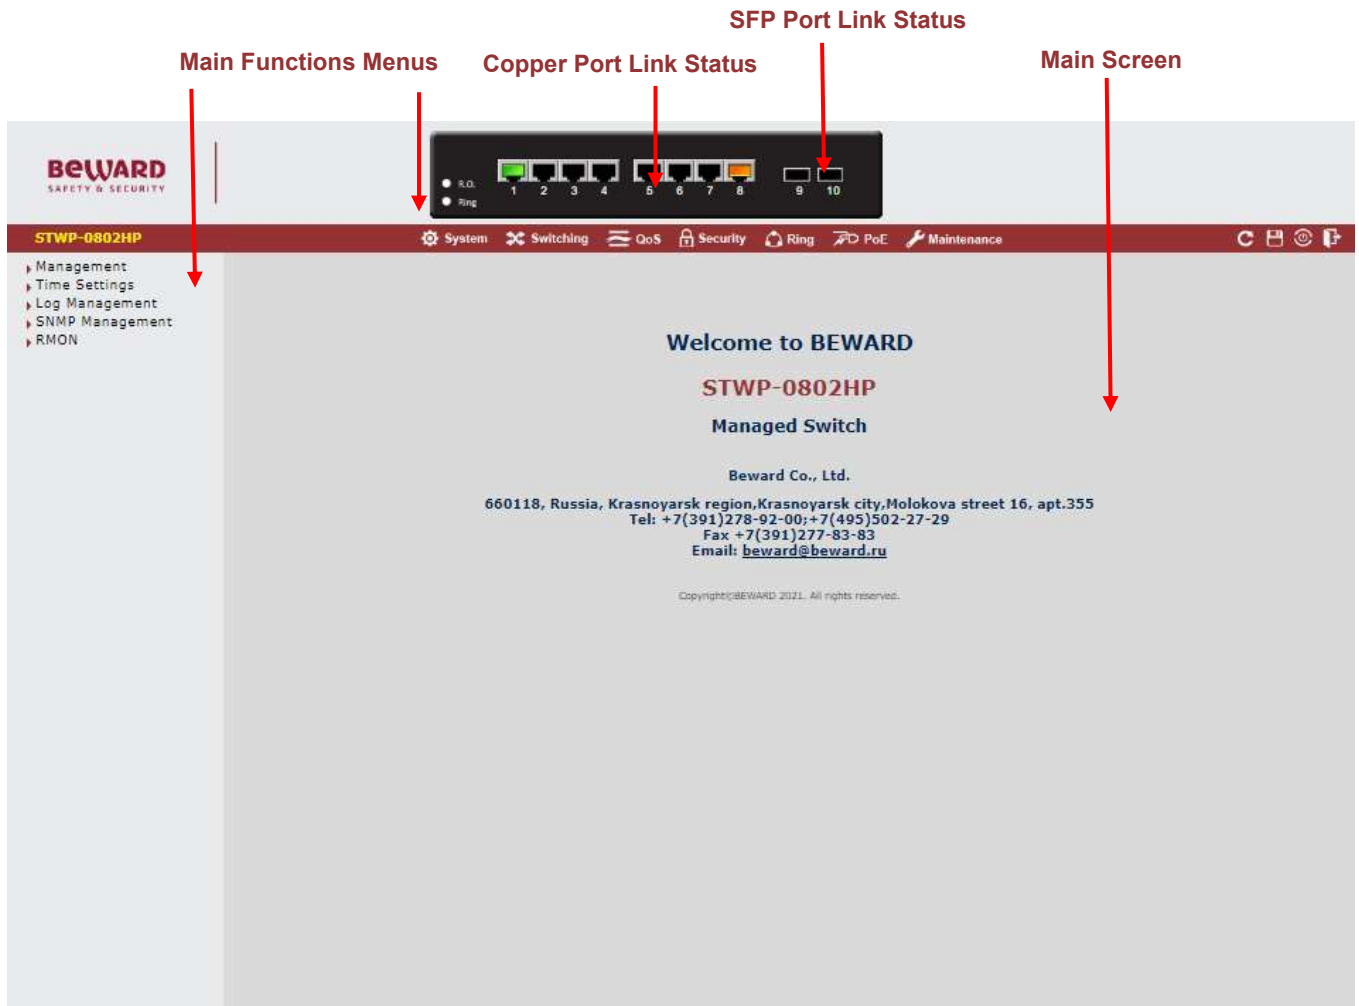 SFP Port Link Status
Main Functions Menus
Copper Port Link Status
Main Screen
BEWARD
SAFETY & SECURITY
R.O.
Ring
1 2 3 4 5 6 7 8 9 10
STWP-0802HP
System Switching QoS Security Ring PoE Maintenance
Management
Time Settings
Log Management
SNMP Management
RMON
Welcome to BEWARD
STWP-0802HP
Managed Switch
Beward Co., Ltd.
660118, Russia, Krasnoyarsk region,Krasnoyarsk city,Molokova street 16, apt.355
Tel: +7(391)278-92-00;+7(495)502-27-29
Fax +7(391)277-83-83
Email: beward@beward.ru
Copyright©BEWARD 2021. All rights reserved.